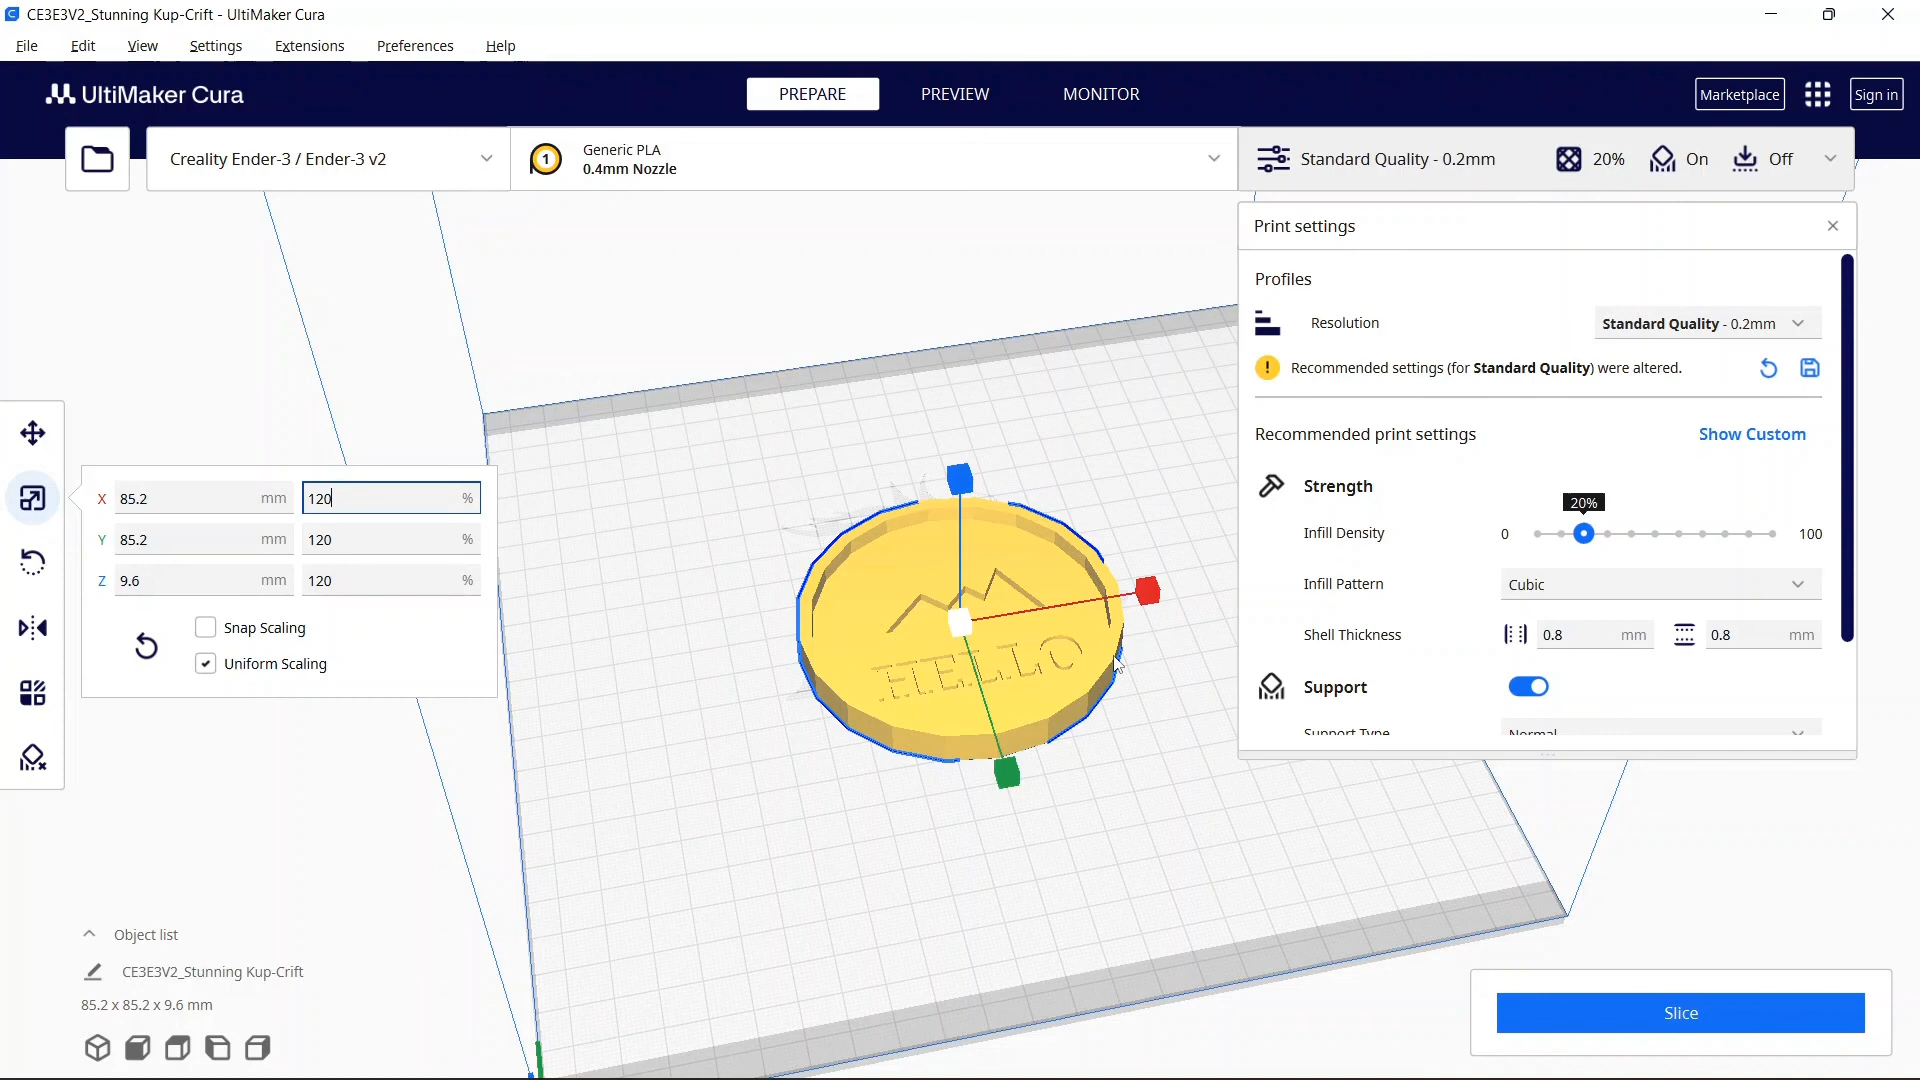 CE3E3V2_Stunning Kup-Crift - UltiMaker Cura
File Edit View Settings Extensions Preferences Help
UltiMaker Cura
PREPARE PREVIEW MONITOR
Marketplace
Sign in
Creality Ender-3 / Ender-3 v2
1
Generic PLA
0.4mm Nozzle
Standard Quality - 0.2mm 20% On Off
Print settings
Profiles
Resolution Standard Quality - 0.2mm
Recommended settings (for Standard Quality) were altered.
Recommended print settings Show Custom
Strength
20%
Infill Density 0 100
Infill Pattern Cubic
Shell Thickness 0.8 mm 0.8 mm
Support
Support Type Normal
X 85.2 mm 120 %
Y 85.2 mm 120 %
Z 9.6 mm 120 %
Snap Scaling
Uniform Scaling
HELLO
Object list
CE3E3V2_Stunning Kup-Crift
85.2 x 85.2 x 9.6 mm
Slice